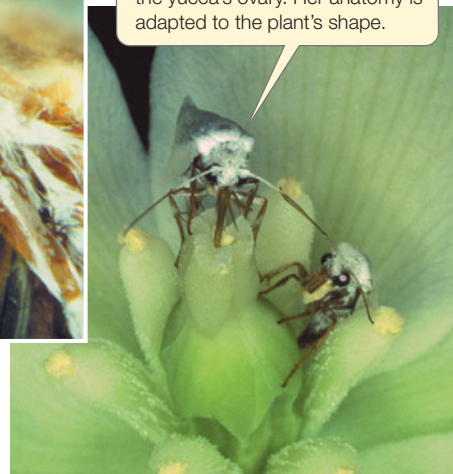 the yucca's ovary. Her anatomy is
adapted to the plant's shape.